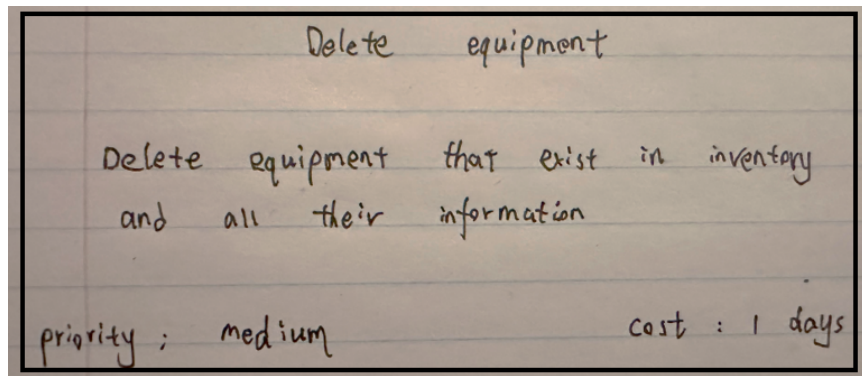 Delete equipment
Delete equipment that exist in inventory
and all their information
priority ; medium cost : 1 days